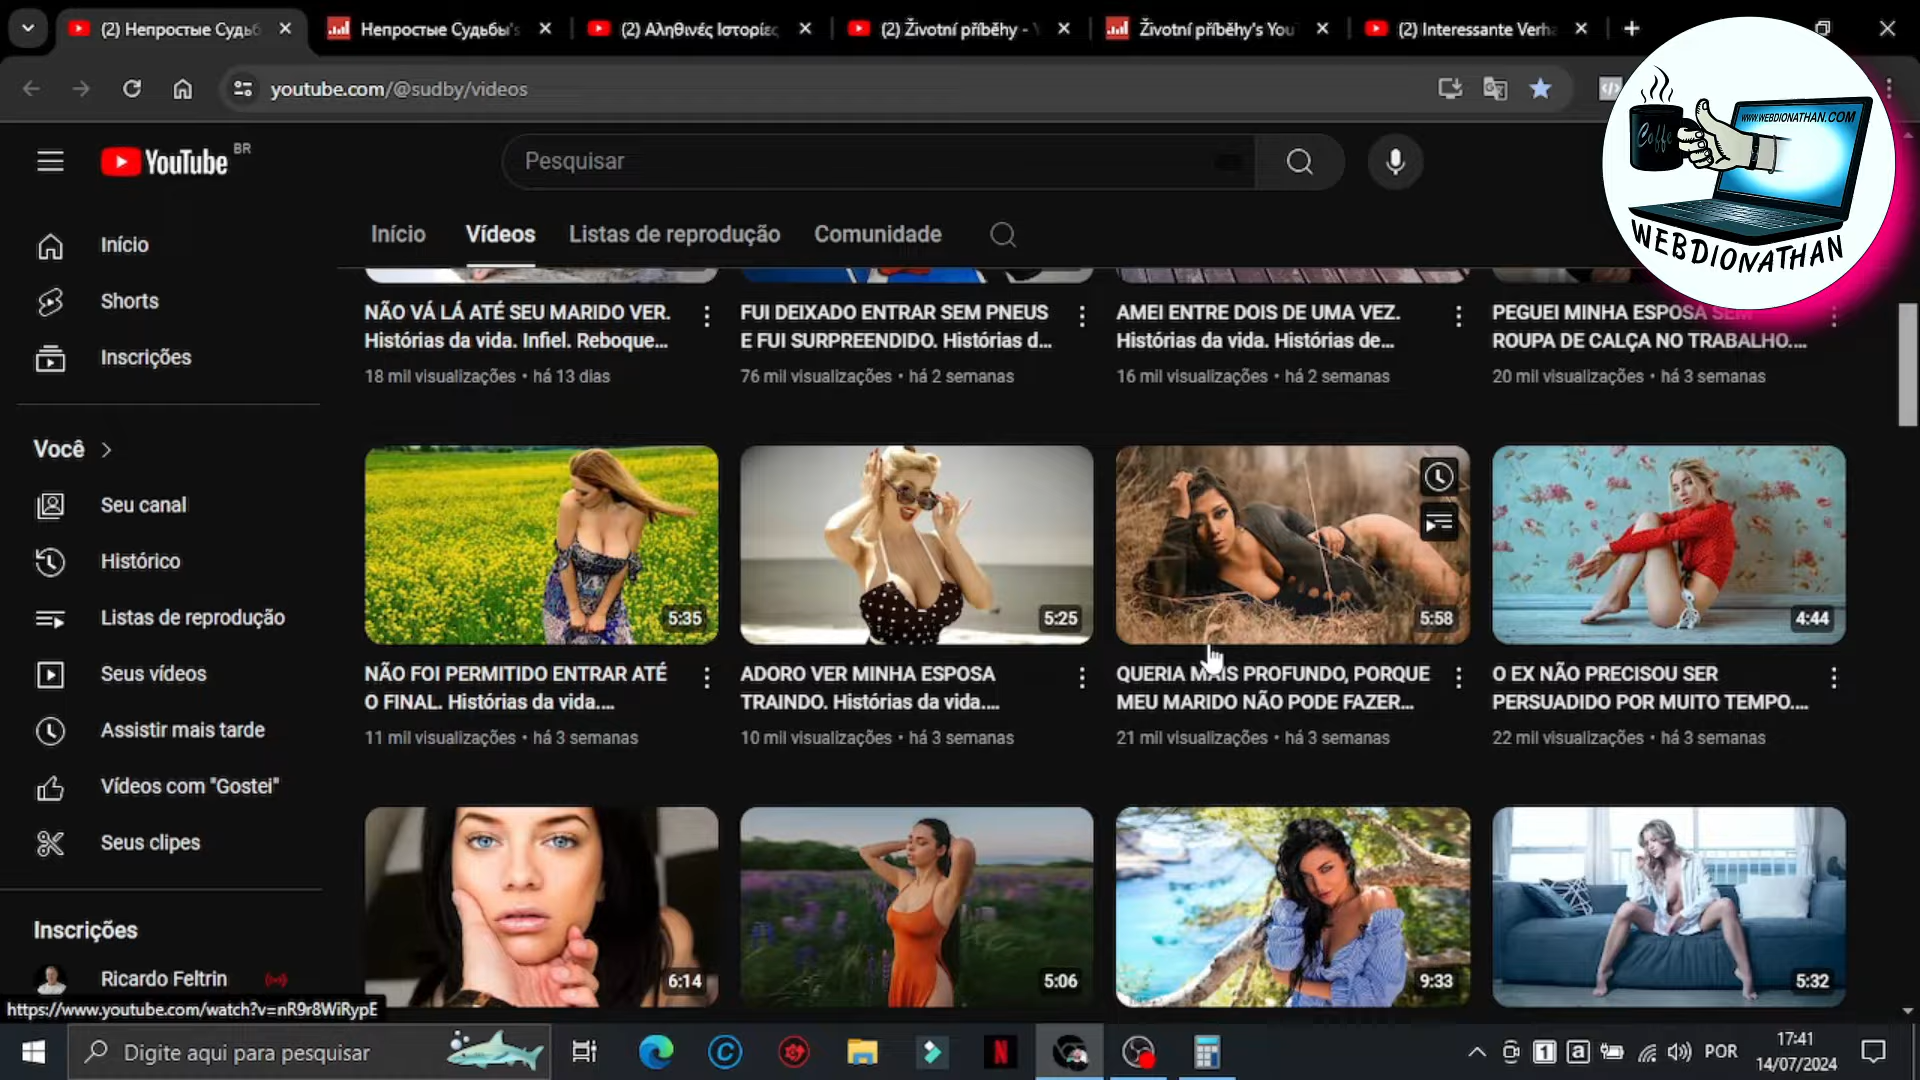 (2) Непростые Судьб
Непростые Судьбы's
(2) Αληθινές Ιστορίες
(2) Životní příběhy - Y
Životní příběhy's You
(2) Interessante Verha
youtube.com/@sudby/videos
YouTube BR
Pesquisar
WWW.WEBDIONATHAN.COM
Coffe
WEBDIONATHAN
Início
Shorts
Inscrições
Você
Seu canal
Histórico
Listas de reprodução
Seus vídeos
Assistir mais tarde
Vídeos com "Gostei"
Seus clipes
Inscrições
Ricardo Feltrin
Início Vídeos Listas de reprodução Comunidade
NÃO VÁ LÁ ATÉ SEU MARIDO VER.
Histórias da vida. Infiel. Reboque...
18 mil visualizações • há 13 dias
FUI DEIXADO ENTRAR SEM PNEUS
E FUI SURPREENDIDO. Histórias d...
76 mil visualizações • há 2 semanas
AMEI ENTRE DOIS DE UMA VEZ.
Histórias da vida. Histórias de...
16 mil visualizações • há 2 semanas
PEGUEI MINHA ESPOSA SEM
ROUPA DE CALÇA NO TRABALHO....
20 mil visualizações • há 3 semanas
5:35
NÃO FOI PERMITIDO ENTRAR ATÉ
O FINAL. Histórias da vida....
11 mil visualizações • há 3 semanas
5:25
ADORO VER MINHA ESPOSA
TRAINDO. Histórias da vida....
10 mil visualizações • há 3 semanas
5:58
QUERIA MAIS PROFUNDO, PORQUE
MEU MARIDO NÃO PODE FAZER...
21 mil visualizações • há 3 semanas
4:44
O EX NÃO PRECISOU SER
PERSUADIDO POR MUITO TEMPO....
22 mil visualizações • há 3 semanas
6:14
5:06
9:33
5:32
https://www.youtube.com/watch?v=nR9r8WiRypE
Digite aqui para pesquisar
POR
17:41
14/07/2024